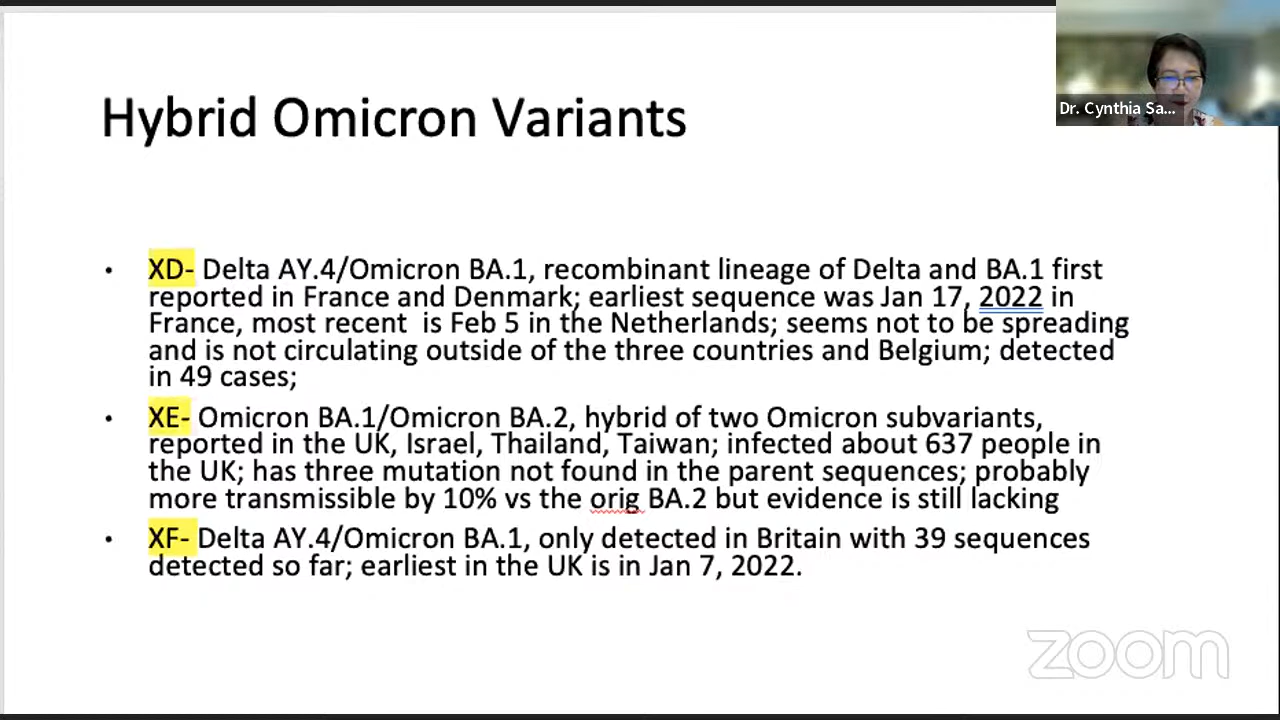 Dr. Cynthia Sa...
Hybrid Omicron Variants
• XD- Delta AY.4/Omicron BA.1, recombinant lineage of Delta and BA.1 first
reported in France and Denmark; earliest sequence was Jan 17, 2022 in
France, most recent is Feb 5 in the Netherlands; seems not to be spreading
and is not circulating outside of the three countries and Belgium; detected
in 49 cases;
• XE- Omicron BA.1/Omicron BA.2, hybrid of two Omicron subvariants,
reported in the UK, Israel, Thailand, Taiwan; infected about 637 people in
the UK; has three mutation not found in the parent sequences; probably
more transmissible by 10% vs the orig BA.2 but evidence is still lacking
• XF- Delta AY.4/Omicron BA.1, only detected in Britain with 39 sequences
detected so far; earliest in the UK is in Jan 7, 2022.
zoom